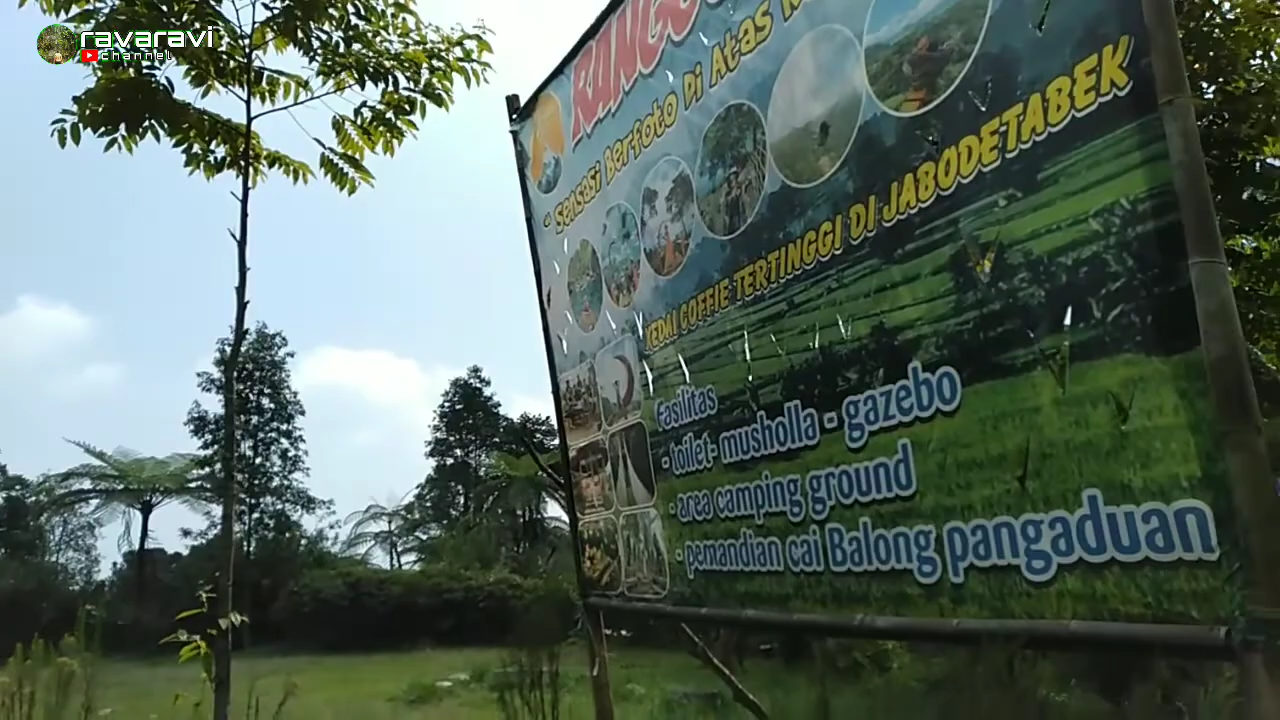 ravaravi
channel
- Sensasi Berfoto Di Atas
KEDAI COFFIE TERTINGGI DI JABODETABEK
fasilitas
- toilet- musholla - gazebo
- area camping ground
- pemandian cai Balong pangaduan